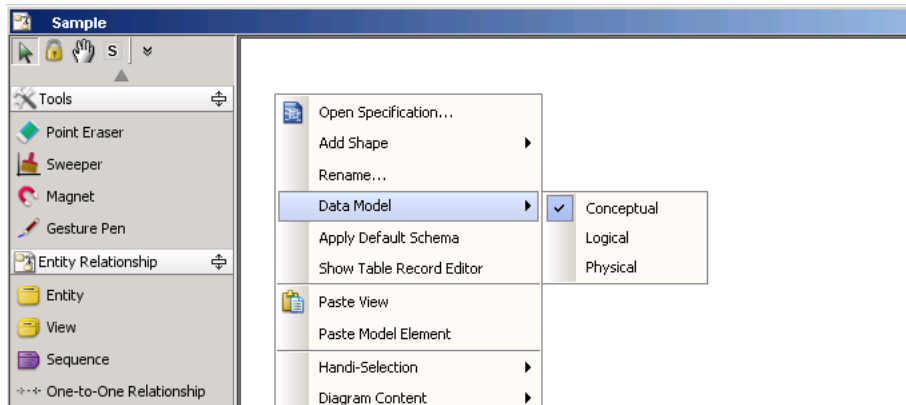 Sample
S
Tools
Point Eraser
Sweeper
Magnet
Gesture Pen
Entity Relationship
Entity
View
Sequence
One-to-One Relationship
Open Specification...
Add Shape
Rename...
Data Model
Apply Default Schema
Show Table Record Editor
Paste View
Paste Model Element
Handi-Selection
Diagram Content
Conceptual
Logical
Physical